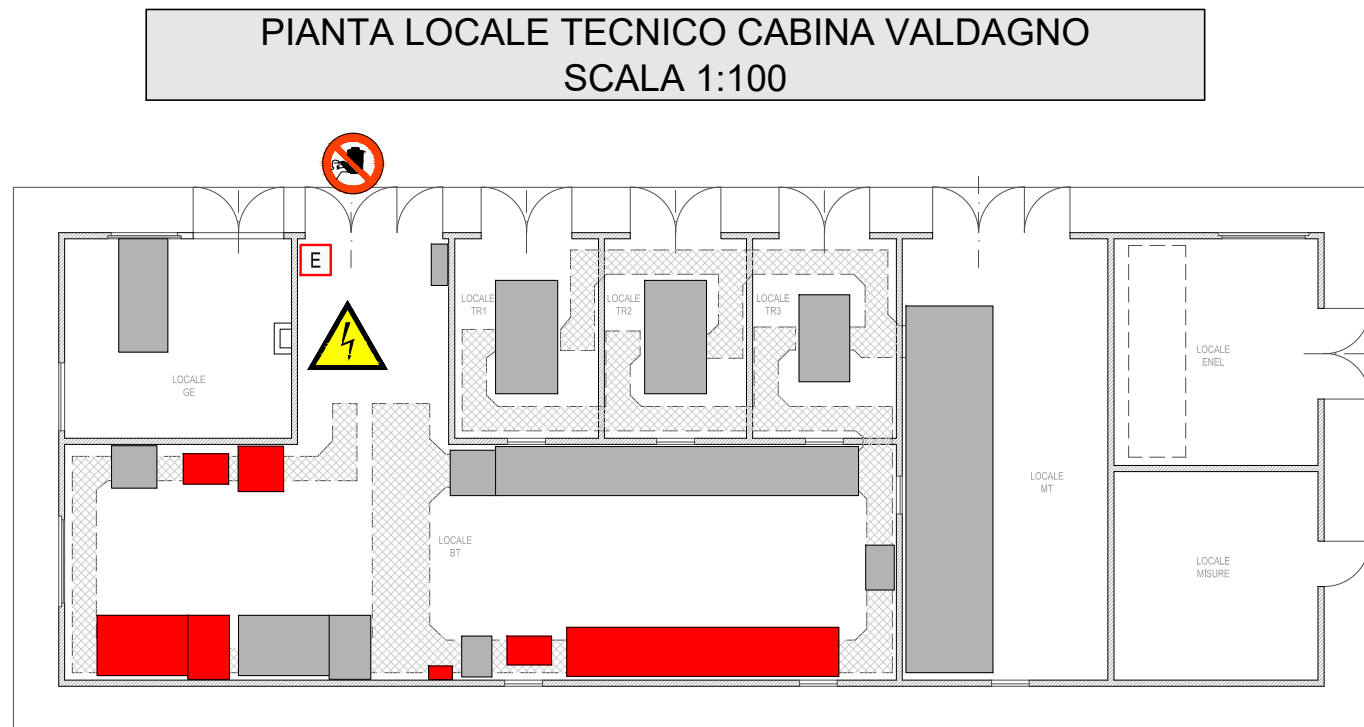 PIANTA LOCALE TECNICO CABINA VALDAGNO
SCALA 1:100
E
LOCALE
GE
LOCALE
TR1
LOCALE
TR2
LOCALE
TR3
LOCALE
ENEL
LOCALE
MT
LOCALE
BT
LOCALE
MISURE